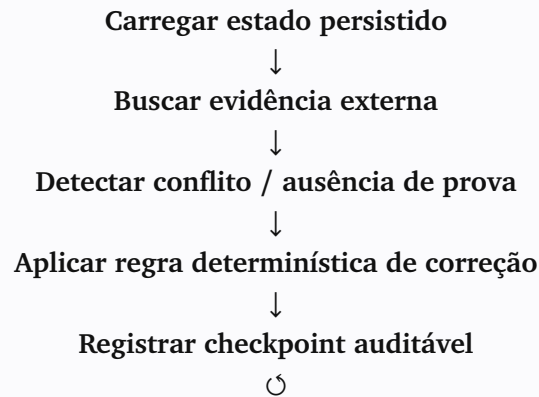 Carregar estado persistido
↓
Buscar evidência externa
↓
Detectar conflito / ausência de prova
↓
Aplicar regra determinística de correção
↓
Registrar checkpoint auditável
↺